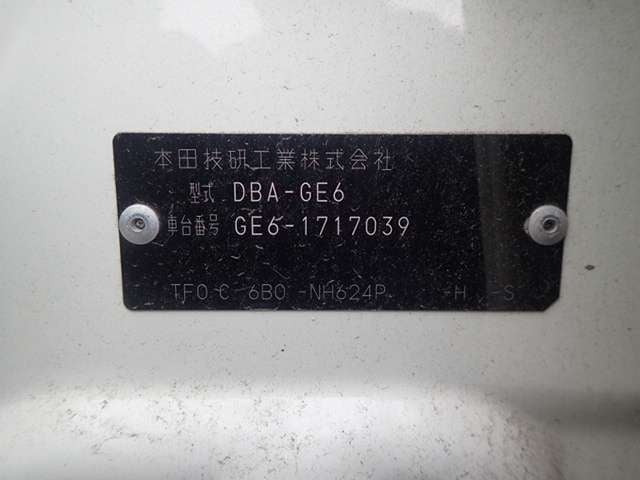 本田技研工業株式会社
型式 DBA-GE6
車台番号 GE6-1717039
TF0 C 6B0 -NH624P -H -S